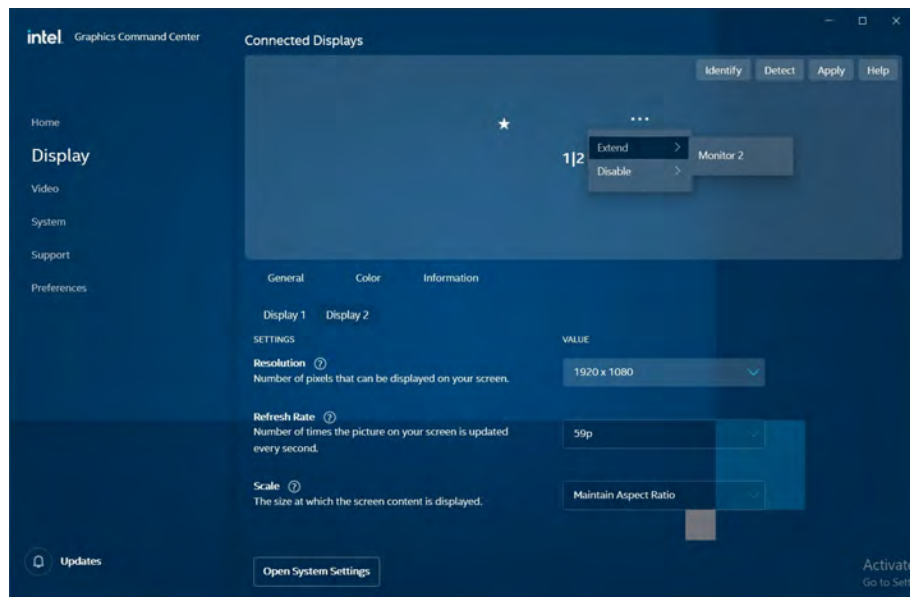 intel. Graphics Command Center
Connected Displays
Identify Detect Apply Help
Home
Display
Video
System
Support
Preferences
1|2
Extend
Monitor 2
Disable
General Color Information
Display 1 Display 2
SETTINGS VALUE
Resolution
Number of pixels that can be displayed on your screen.
1920 x 1080
Refresh Rate
Number of times the picture on your screen is updated
every second.
59p
Scale
The size at which the screen content is displayed.
Maintain Aspect Ratio
Updates
Open System Settings
Activate
Go to Sett